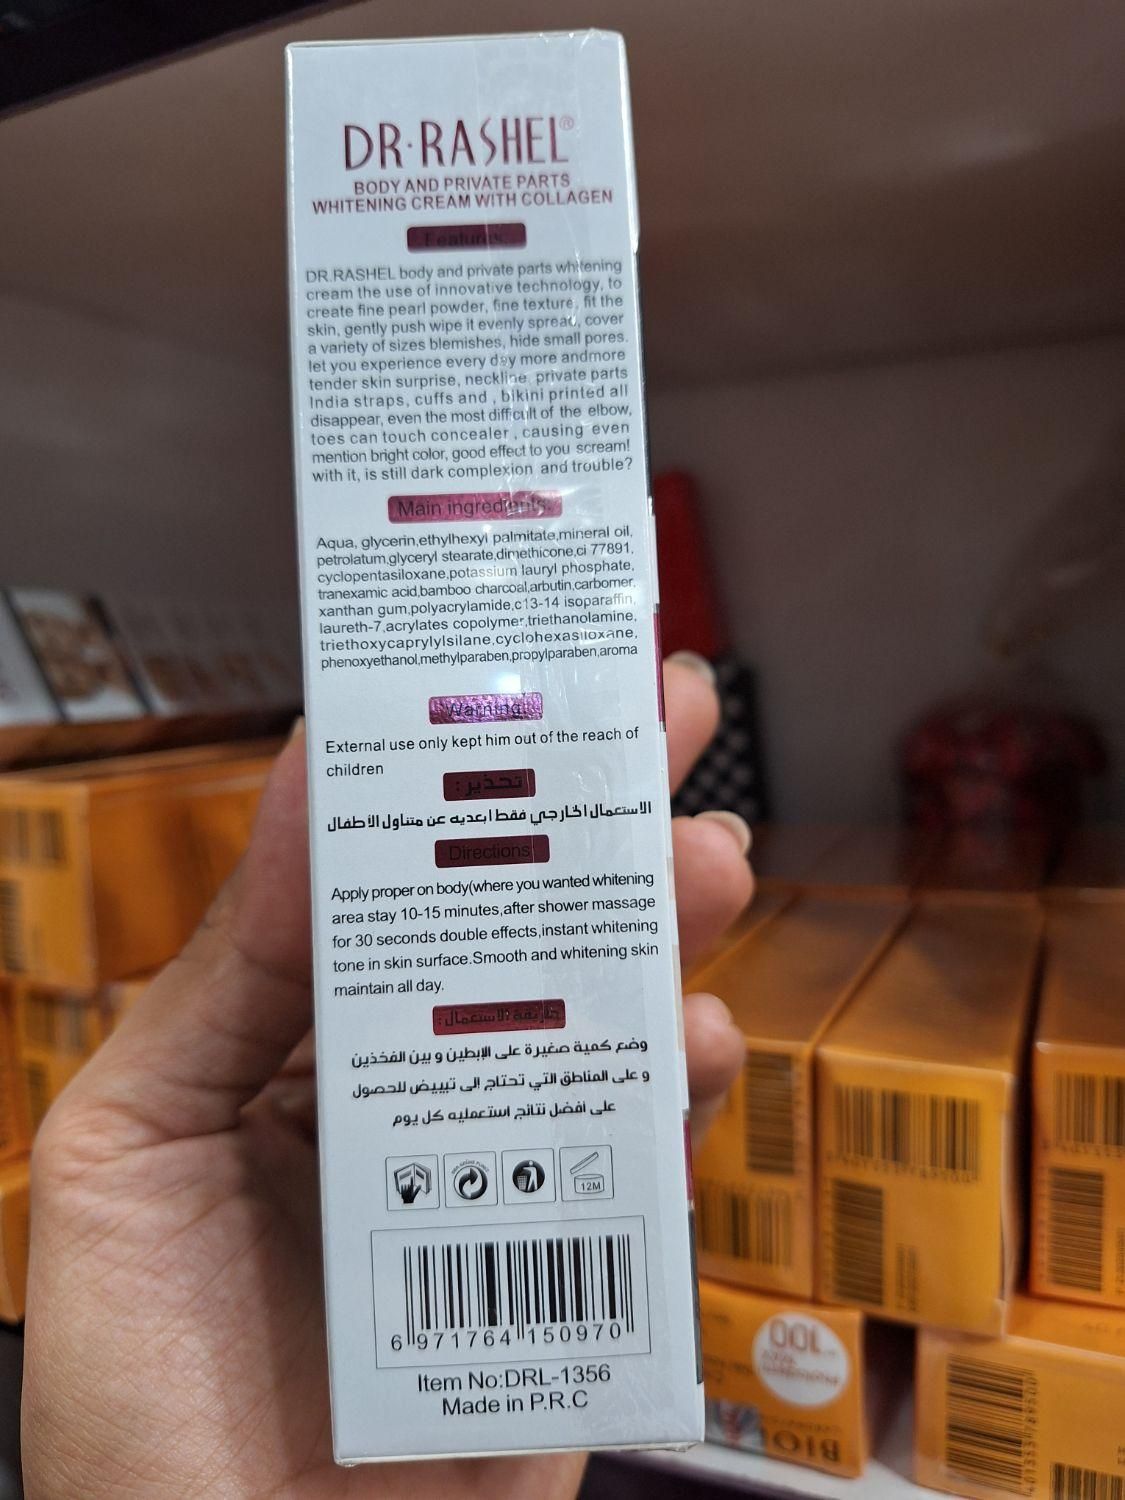 DR·RASHEL®
BODY AND PRIVATE PARTS
WHITENING CREAM WITH COLLAGEN
Features:
DR.RASHEL body and private parts whitening
cream the use of innovative technology, to
create fine pearl powder, fine texture, fit the
skin, gently push wipe it evenly spread, cover
a variety of sizes blemishes, hide small pores.
let you experience every day more andmore
tender skin surprise, neckline, private parts
India straps, cuffs and , bikini printed all
disappear, even the most difficult of the elbow,
toes can touch concealer , causing even
mention bright color, good effect to you scream!
with it, is still dark complexion and trouble?
Main ingredients:
Aqua, glycerin,ethylhexyl palmitate,mineral oil,
petrolatum,glyceryl stearate,dimethicone,ci 77891,
cyclopentasiloxane,potassium lauryl phosphate,
tranexamic acid,bamboo charcoal,arbutin,carbomer,
xanthan gum,polyacrylamide,c13-14 isoparaffin,
laureth-7,acrylates copolymer,triethanolamine,
triethoxycaprylylsilane,cyclohexasiloxane,
phenoxyethanol,methylparaben,propylparaben,aroma
Warning:
External use only kept him out of the reach of
children
تحذير:
الاستعمال الخارجي فقط ابعديه عن متناول الأطفال
Directions:
Apply proper on body(where you wanted whitening
area stay 10-15 minutes,after shower massage
for 30 seconds double effects,instant whitening
tone in skin surface.Smooth and whitening skin
maintain all day.
طريقة الاستعمال:
وضع كمية صغيرة على الإبطين و بين الفخذين
و على المناطق التي تحتاج إلى تبييض للحصول
على افضل نتائج استعمليه كل يوم
12M
6 971764 150970
Item No:DRL-1356
Made in P.R.C
100